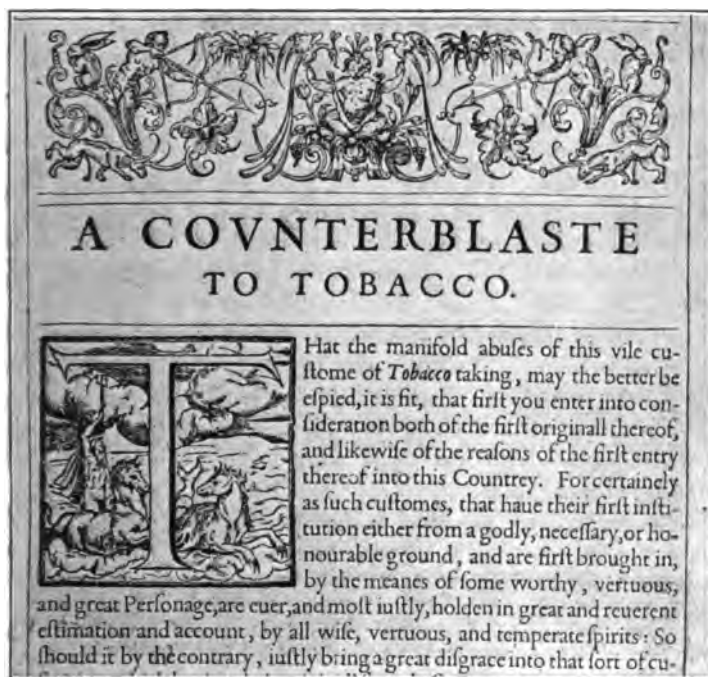 A COVNTERBLASTE
TO TOBACCO.
THat the manifold abuſes of this vile cu-
ſtome of Tobacco taking, may the better be
eſpied, it is fit, that firſt you enter into con-
ſideration both of the firſt originall thereof,
and likewiſe of the reaſons of the firſt entry
thereof into this Countrey. For certainely
as ſuch cuſtomes, that haue their firſt inſti-
tution either from a godly, neceſſary, or ho-
nourable ground, and are firſt brought in,
by the meanes of ſome worthy, vertuous,
and great Perſonage, are euer, and moſt iuſtly, holden in great and reuerent
eſtimation and account, by all wiſe, vertuous, and temperate ſpirits: So
ſhould it by the contrary, iuſtly bring a great diſgrace into that ſort of cu-